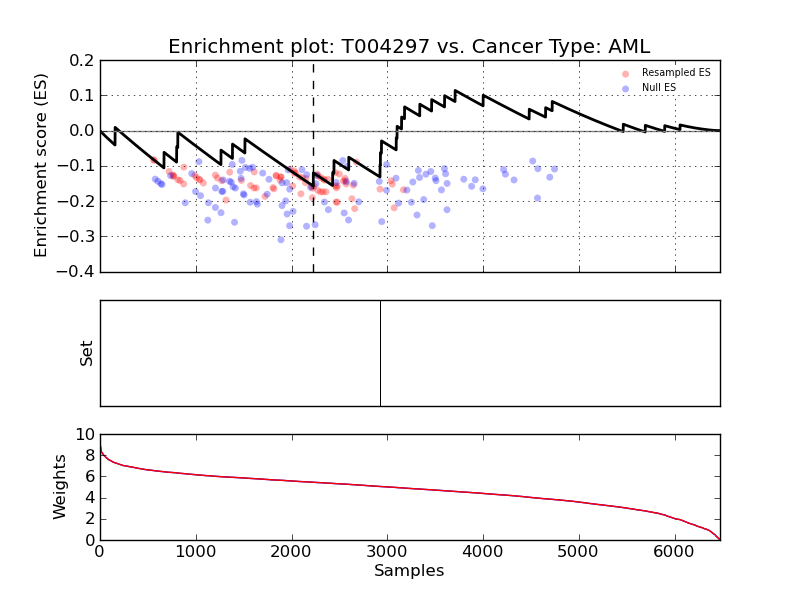 Enrichment plot: T004297 vs. Cancer Type: AML
Enrichment score (ES)
0.2
0.1
0.0
−0.1
−0.2
−0.3
−0.4
Resampled ES
Null ES
Set
Weights
10
8
6
4
2
0
0 1000 2000 3000 4000 5000 6000
Samples